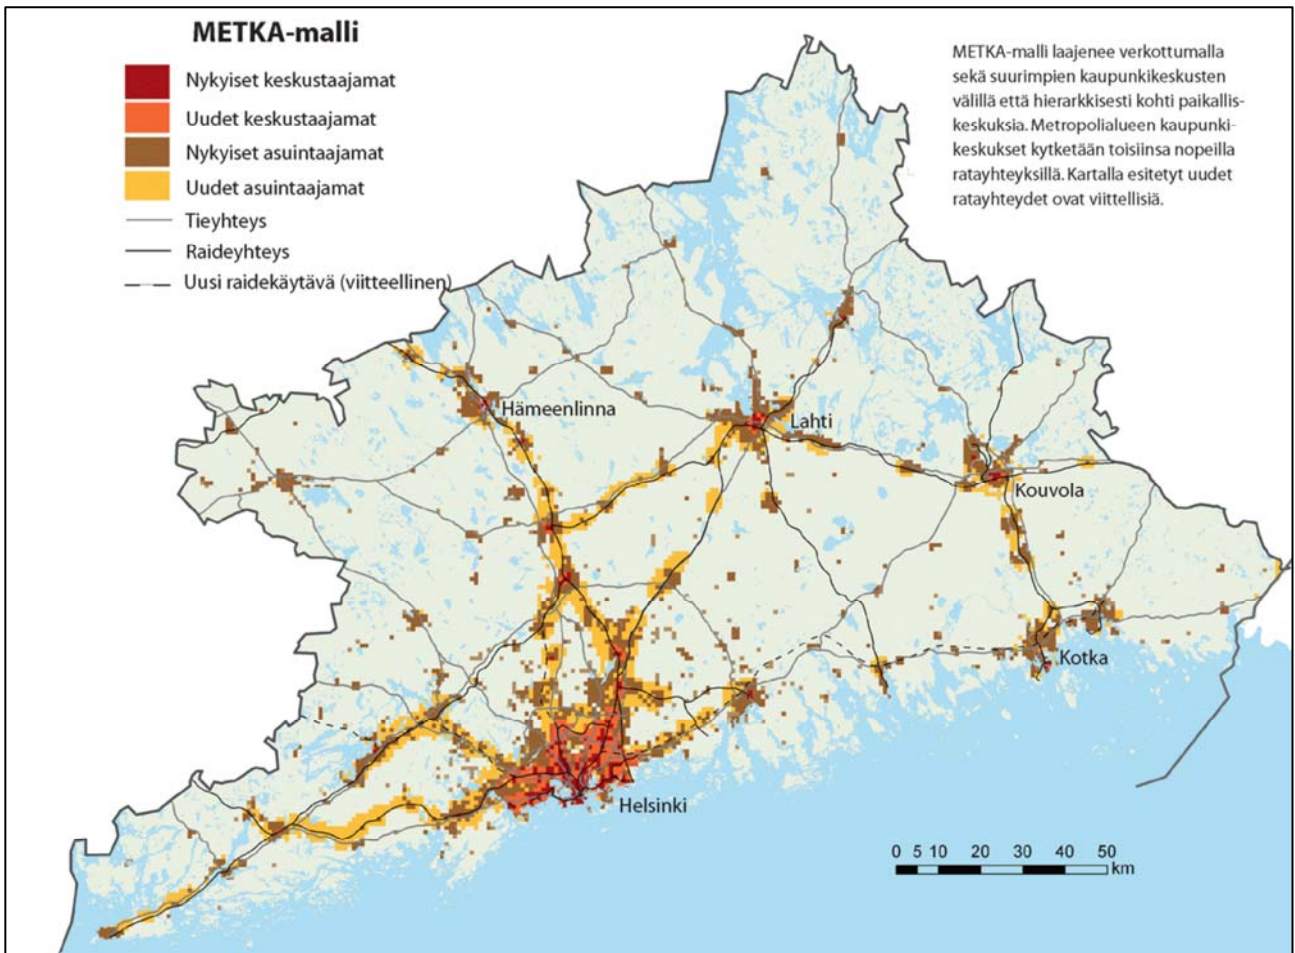 METKA-malli
Nykyiset keskustaajamat
Uudet keskustaajamat
Nykyiset asuintaajamat
Uudet asuintaajamat
Tieyhteys
Raideyhteys
Uusi raidekäytävä (viitteellinen)
METKA-malli laajenee verkottumalla
sekä suurimpien kaupunkikeskusten
välillä että hierarkkisesti kohti paikallis-
keskuksia. Metropolialueen kaupunki-
keskukset kytketään toisiinsa nopeilla
ratayhteyksillä. Kartalla esitetyt uudet
ratayhteydet ovat viittellisiä.
Hämeenlinna
Lahti
Kouvola
Kotka
Helsinki
0 5 10 20 30 40 50
km